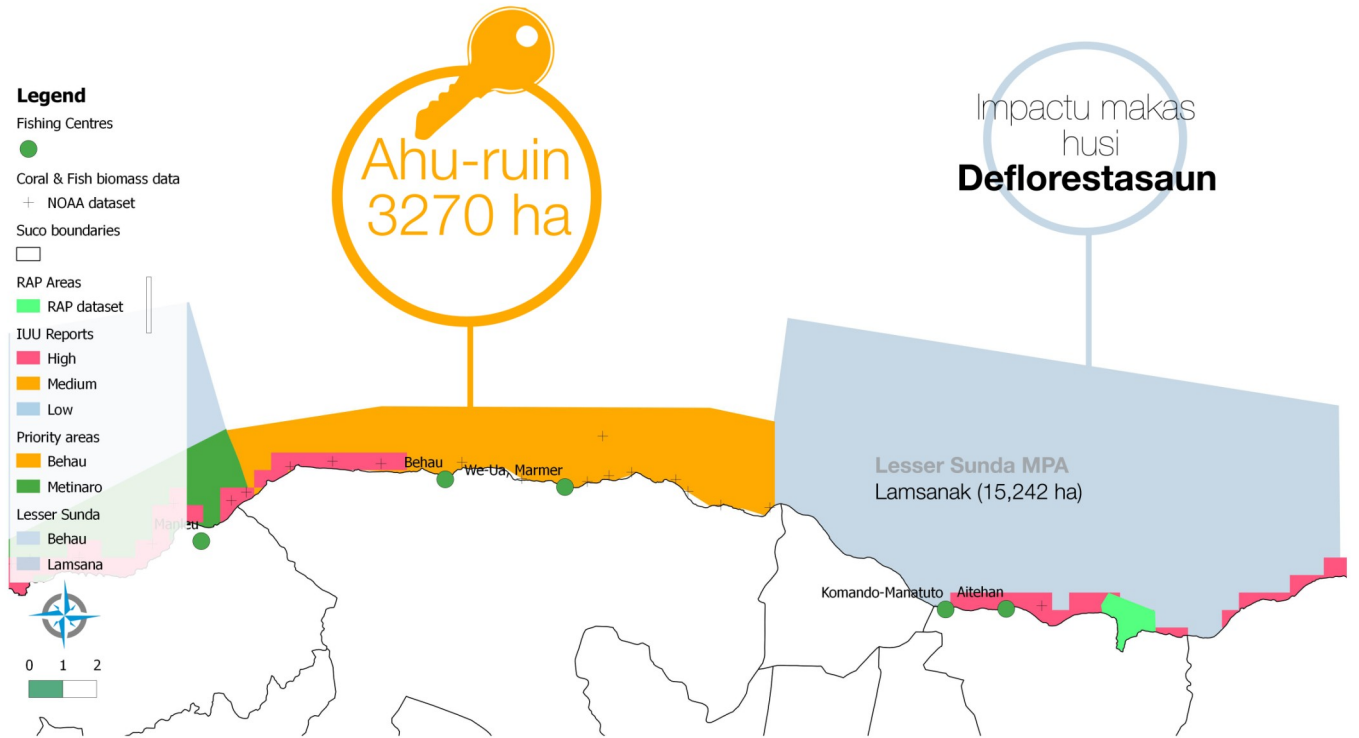 Legend
Fishing Centres
Coral & Fish biomass data
NOAA dataset
Suco boundaries
RAP Areas
RAP dataset
IUU Reports
High
Medium
Low
Priority areas
Behau
Metinaro
Lesser Sunda
Behau
Lamsana
0 1 2
Ahu-ruin
3270 ha
Impactu makas
husi
Deflorestasaun
Manleu
Behau
We-Ua, Marmer
Lesser Sunda MPA
Lamsanak (15,242 ha)
Komando-Manatuto
Aitehan